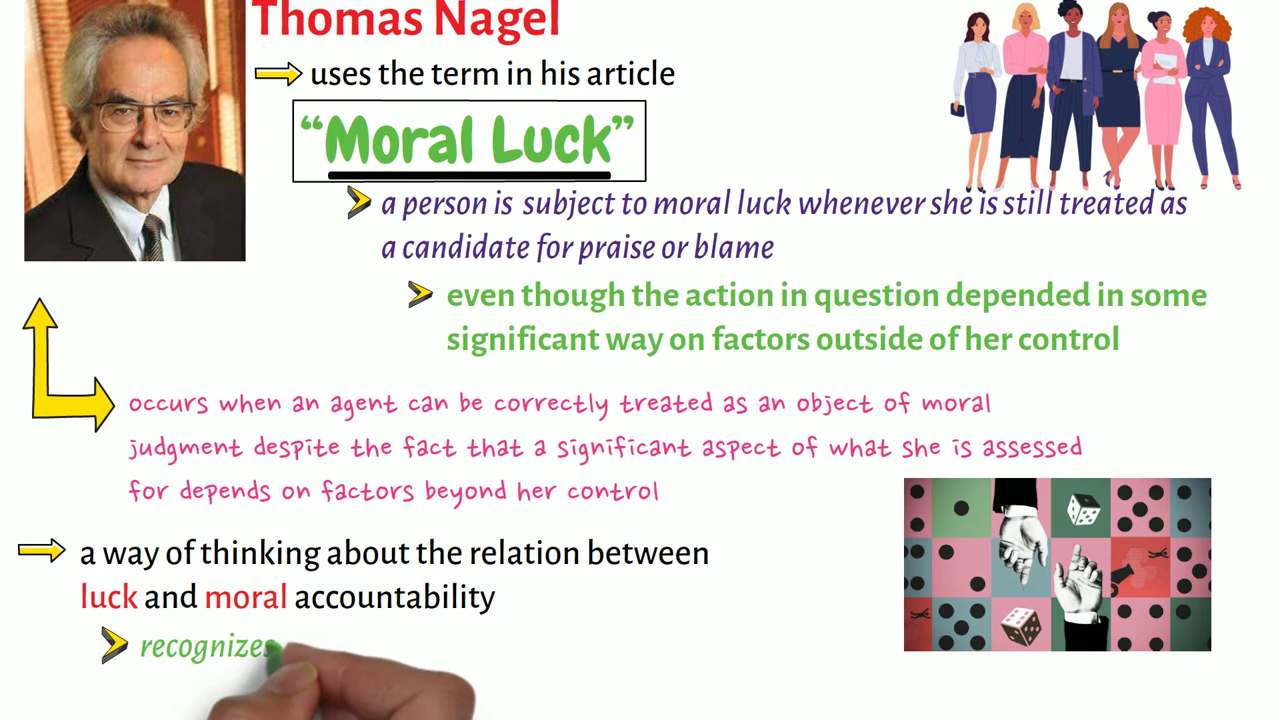 Thomas Nagel
uses the term in his article
“Moral Luck”
a person is subject to moral luck whenever she is still treated as
a candidate for praise or blame
even though the action in question depended in some
significant way on factors outside of her control
occurs when an agent can be correctly treated as an object of moral
judgment despite the fact that a significant aspect of what she is assessed
for depends on factors beyond her control
a way of thinking about the relation between
luck and moral accountability
recognizes